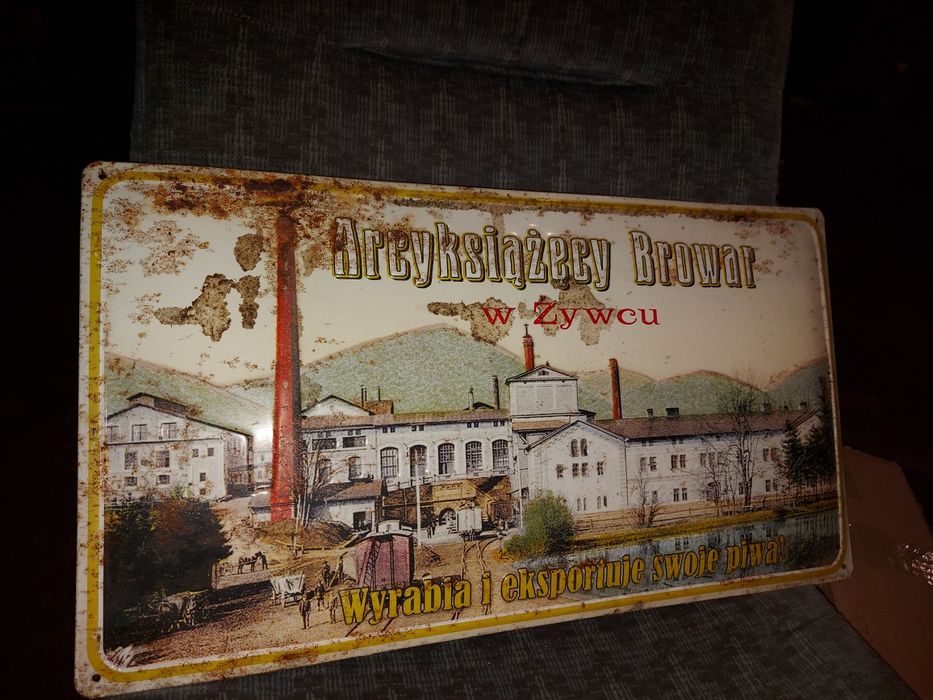 Arcyksiążęcy Browar
w Żywcu
Wyrabia i eksportuje swoje piwa!